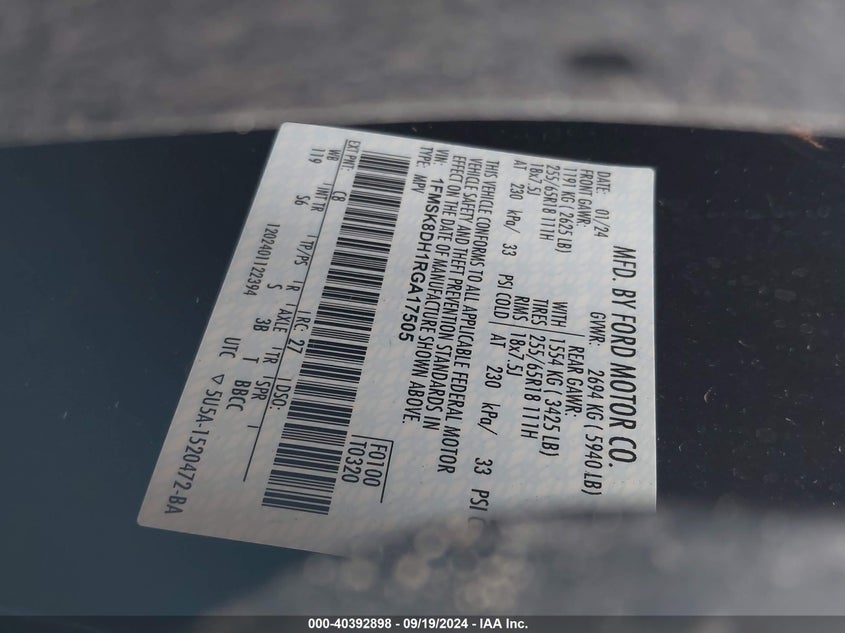 MFD. BY FORD MOTOR CO.
DATE: 01/24 GVWR: 2694 KG ( 5940 LB)
FRONT GAWR: REAR GAWR:
1191 KG ( 2625 LB) WITH 1554 KG ( 3425 LB)
255/65R18 111H TIRES 255/65R18 111H
18x7.5J RIMS 18x7.5J
AT 230 kPa/ 33 PSI COLD AT 230 kPa/ 33 PSI C
THIS VEHICLE CONFORMS TO ALL APPLICABLE FEDERAL MOTOR
VEHICLE SAFETY AND THEFT PREVENTION STANDARDS IN
EFFECT ON THE DATE OF MANUFACTURE SHOWN ABOVE.
VIN: 1FMSK8DH1RGA17505
TYPE: MPV
F0100
T0320
EXT PNT: C8 RC: 27 DSO:
WB INT TR TP/PS R AXLE TR SPR
119 S6 S 3B T BBCC
120240112​2394 UTC ▽ 5U5A-1520472-BA
000-40392898 - 09/19/2024 - IAA Inc.